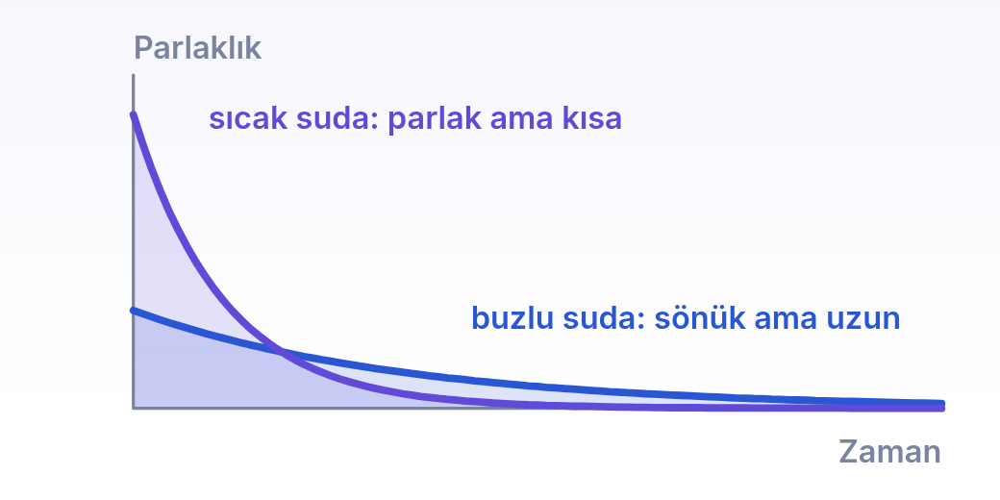 Parlaklık
sıcak suda: parlak ama kısa
buzlu suda: sönük ama uzun
Zaman